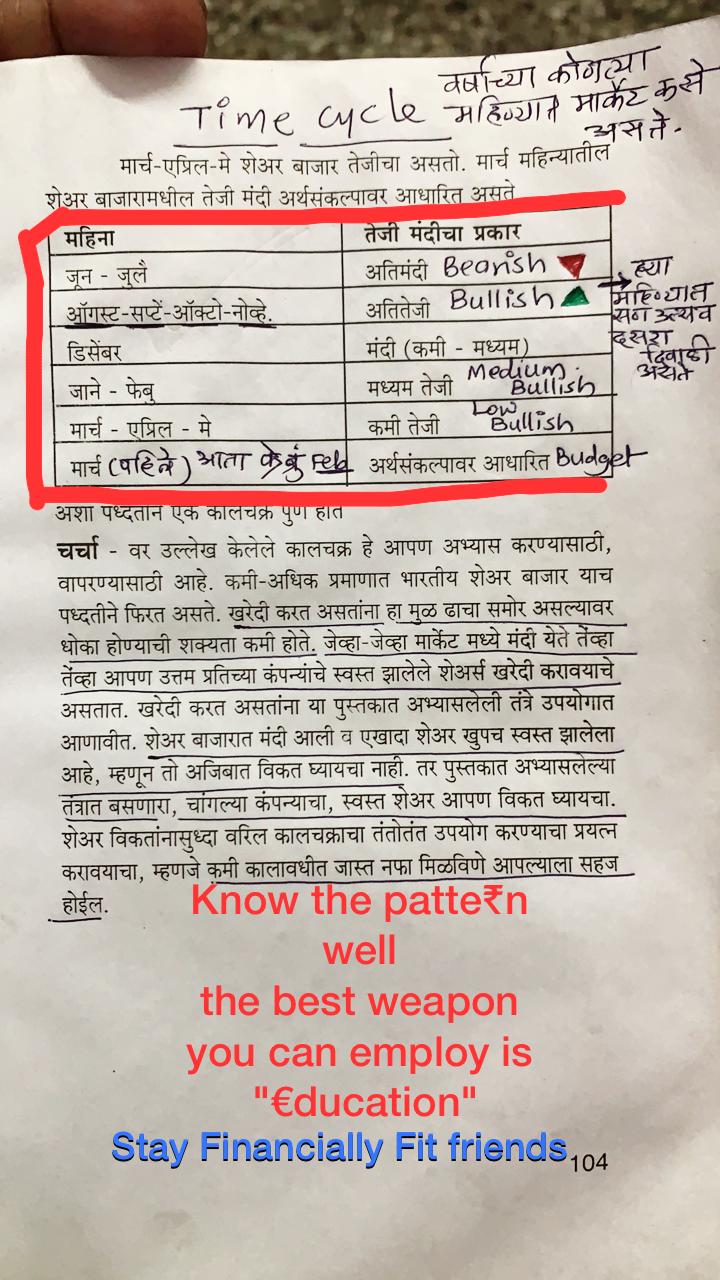 Time cycle
वर्षाच्या कोणत्या
महिन्यात मार्केट कसे
असते.
मार्च-एप्रिल-मे शेअर बाजार तेजीचा असतो. मार्च महिन्यातील
शेअर बाजारामधील तेजी मंदी अर्थसंकल्पावर आधारित असते
महिना तेजी मंदीचा प्रकार
जून - जूलै अतिमंदी Bearish
ऑगस्ट-सप्टें-ऑक्टो-नोव्हे. अतितेजी Bullish
ह्या
महिन्यात
सण उत्सव
दसरा
दिवाळी
असते
डिसेंबर मंदी (कमी - मध्यम)
जाने - फेबु मध्यम तेजी Medium Bullish
मार्च - एप्रिल - मे कमी तेजी Low Bullish
मार्च (पहिले) आता Feb अर्थसंकल्पावर आधारित Budget
अशा पध्दतीने एक कालचक्र पुर्ण होते
चर्चा - वर उल्लेख केलेले कालचक्र हे आपण अभ्यास करण्यासाठी,
वापरण्यासाठी आहे. कमी-अधिक प्रमाणात भारतीय शेअर बाजार याच
पध्दतीने फिरत असते. खरेदी करत असतांना हा मुळ ढाचा समोर असल्यावर
धोका होण्याची शक्यता कमी होते. जेव्हा-जेव्हा मार्केट मध्ये मंदी येते तेंव्हा
तेंव्हा आपण उत्तम प्रतिच्या कंपन्यांचे स्वस्त झालेले शेअर्स खरेदी करावयाचे
असतात. खरेदी करत असतांना या पुस्तकात अभ्यासलेली तंत्रे उपयोगात
आणावीत. शेअर बाजारात मंदी आली व एखादा शेअर खुपच स्वस्त झालेला
आहे, म्हणून तो अजिबात विकत घ्यायचा नाही. तर पुस्तकात अभ्यासलेल्या
तंत्रात बसणारा, चांगल्या कंपन्याचा, स्वस्त शेअर आपण विकत घ्यायचा.
शेअर विकतांनासुध्दा वरिल कालचक्राचा तंतोतंत उपयोग करण्याचा प्रयत्न
करावयाचा, म्हणजे कमी कालावधीत जास्त नफा मिळविणे आपल्याला सहज
होईल.
Know the patte₹n
well
the best weapon
you can employ is
"€ducation"
Stay Financially Fit friends
104